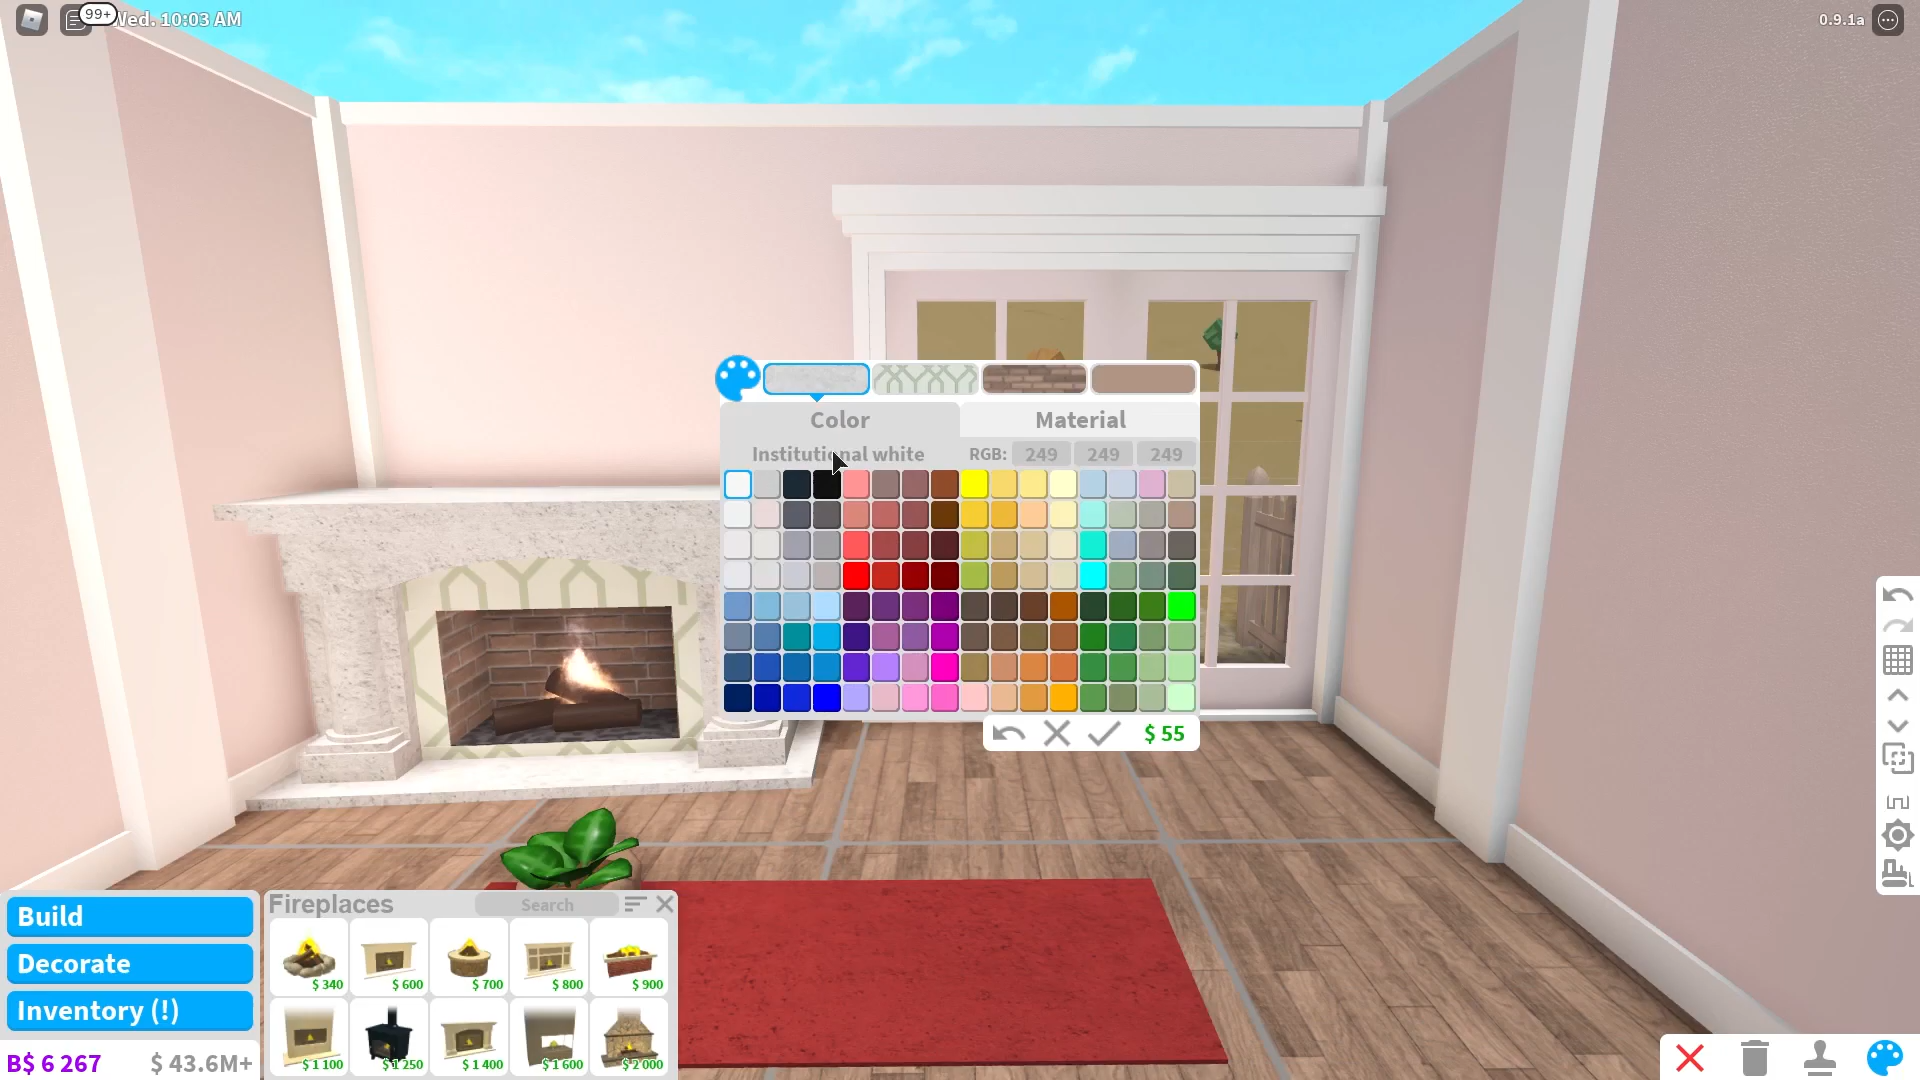 99+
Wed. 10:03 AM
0.9.1a
Color
Material
Institutional white
RGB: 249 249 249
$ 55
Build
Decorate
Inventory (!)
B$ 6 267
$ 43.6M+
Fireplaces
Search
$ 340
$ 600
$ 700
$ 800
$ 900
$ 1 100
$ 1 250
$ 1 400
$ 1 600
$ 2 000